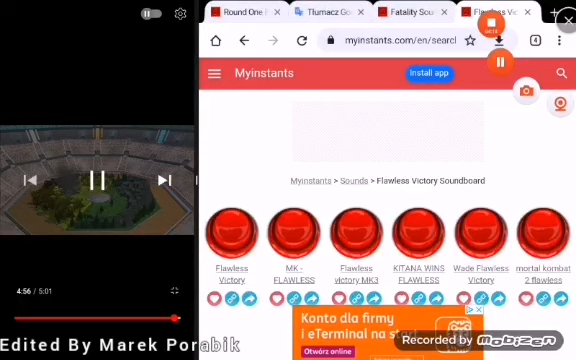 Round One
Tłumacz Go
Fatality Sou
Flawless Vic
myinstants.com/en/searcl
4
Myinstants
Install app
Myinstants > Sounds > Flawless Victory Soundboard
Flawless Victory
MK - FLAWLESS
Flawless victory MK3
KITANA WINS FLAWLESS
Wade Flawless Victory
mortal kombat 2 flawless
4:56 / 5:01
Konto dla firmy
i eTerminal na start
Otwórz online
Recorded by MOBIZEN
Edited By Marek Porabik